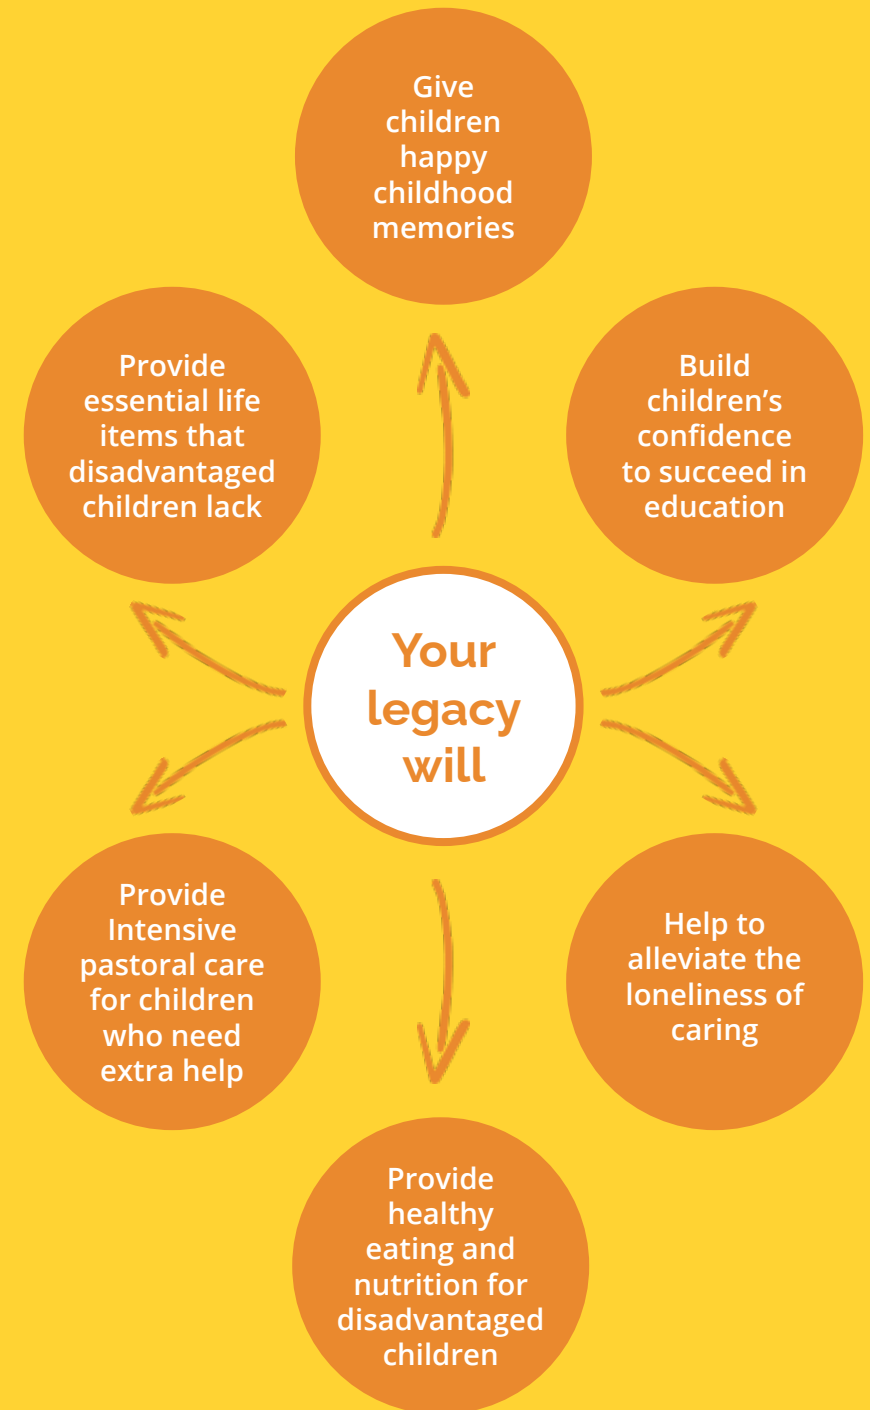 Give
children
happy
childhood
memories
Provide
essential life
items that
disadvantaged
children lack
Build
children’s
confidence
to succeed in
education
Your
legacy
will
Provide
Intensive
pastoral care
for children
who need
extra help
Help to
alleviate the
loneliness of
caring
Provide
healthy
eating and
nutrition for
disadvantaged
children